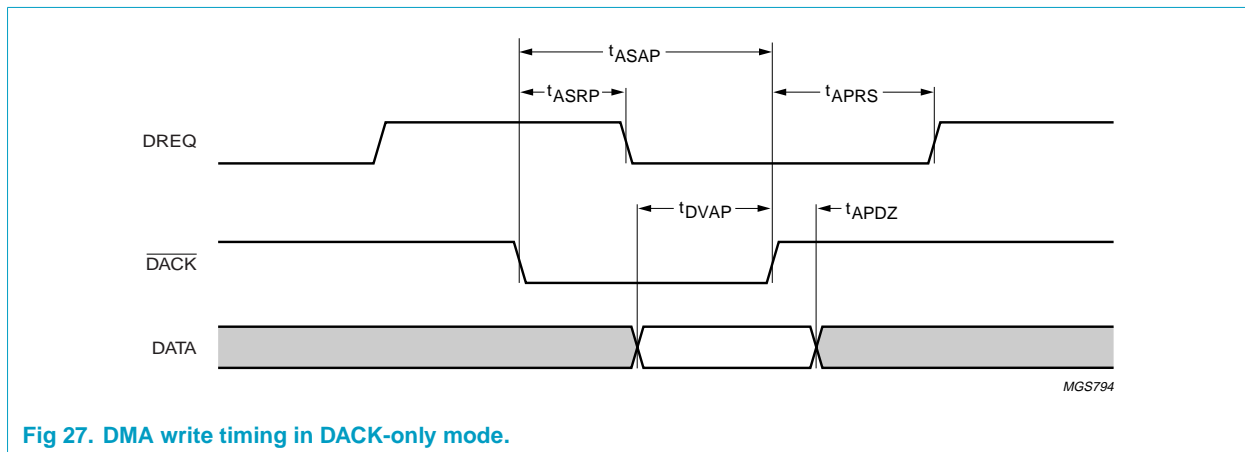 tASAP
tASRP
tAPRS
DREQ
tDVAP
tAPDZ
DACK
DATA
MGS794
Fig 27. DMA write timing in DACK-only mode.